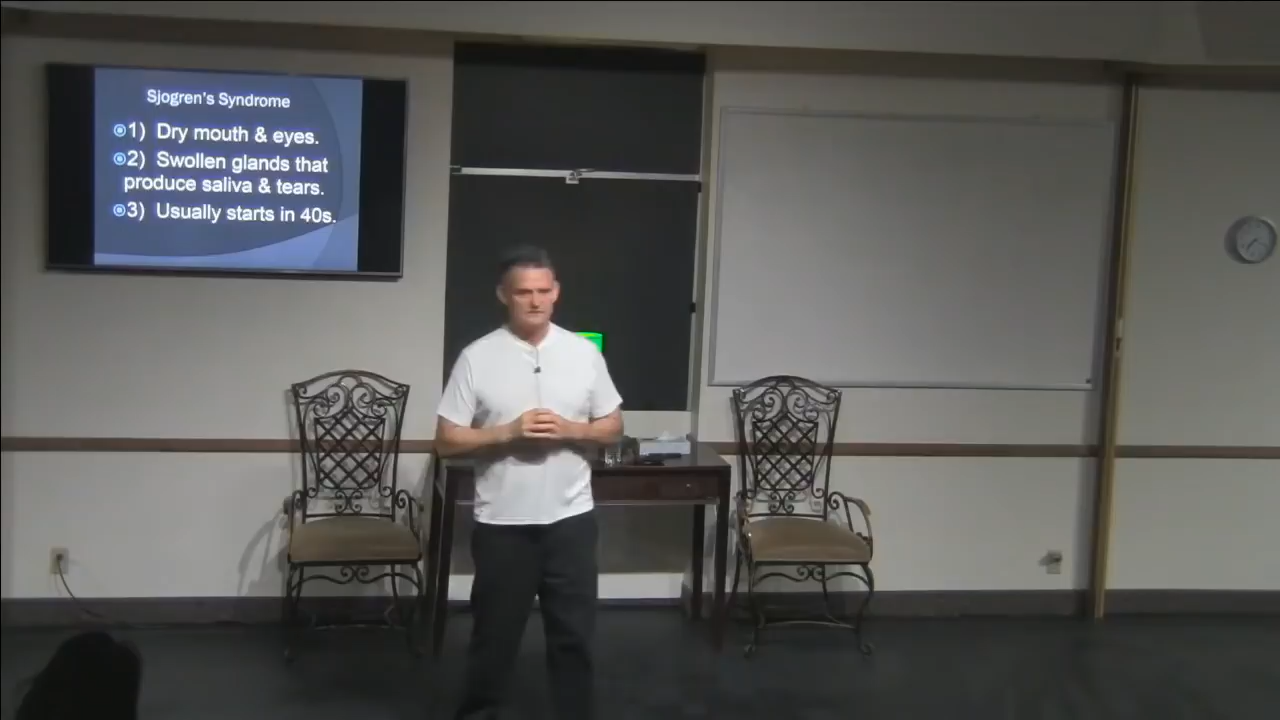 Sjogren's Syndrome
1) Dry mouth & eyes.
2) Swollen glands that
produce saliva & tears.
3) Usually starts in 40s.